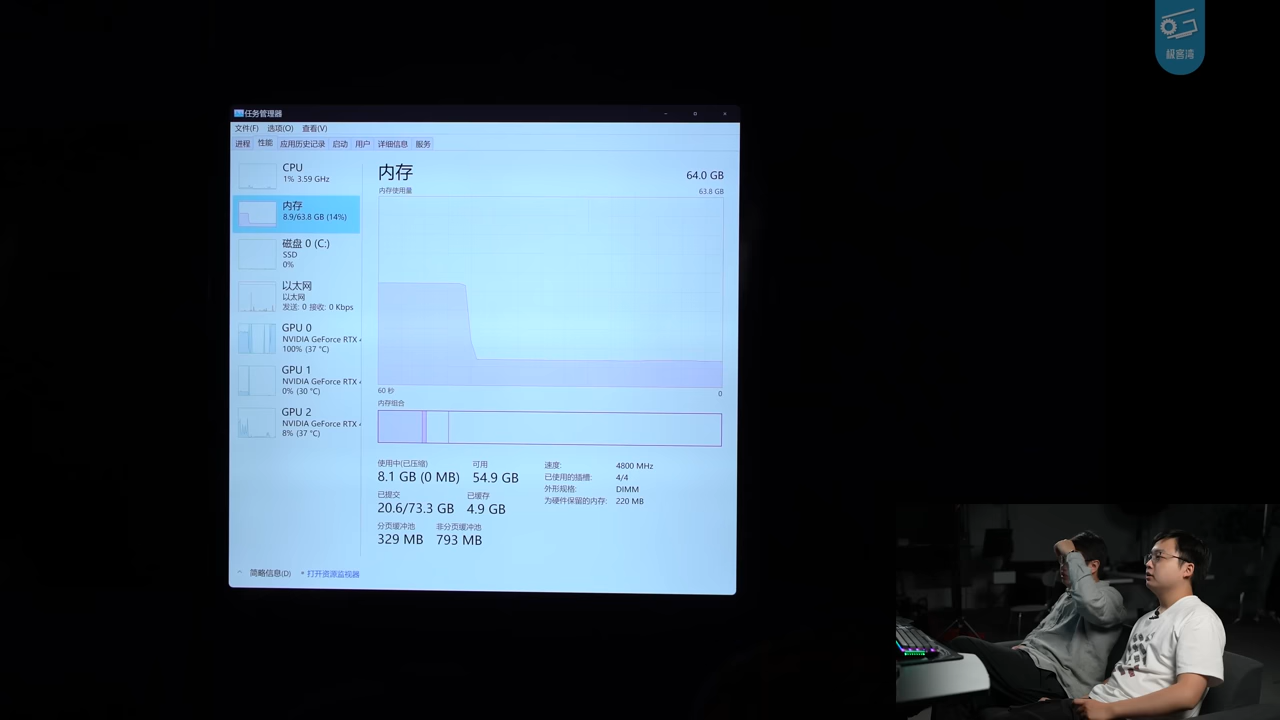 极客湾
任务管理器
文件(F) 选项(O) 查看(V)
进程 性能 应用历史记录 启动 用户 详细信息 服务
CPU
1% 3.59 GHz
内存
8.9/63.8 GB (14%)
磁盘 0 (C:)
SSD
0%
以太网
以太网
发送: 0 接收: 0 Kbps
GPU 0
NVIDIA GeForce RTX
100% (37 °C)
GPU 1
NVIDIA GeForce RTX
0% (30 °C)
GPU 2
NVIDIA GeForce RTX
8% (37 °C)
内存 64.0 GB
内存使用量 63.8 GB
60 秒 0
内存组合
使用中(已压缩) 可用
8.1 GB (0 MB) 54.9 GB
已提交 已缓存
20.6/73.3 GB 4.9 GB
分页缓冲池 非分页缓冲池
329 MB 793 MB
速度: 4800 MHz
已使用的插槽: 4/4
外形规格: DIMM
为硬件保留的内存: 220 MB
简略信息(D) 打开资源监视器